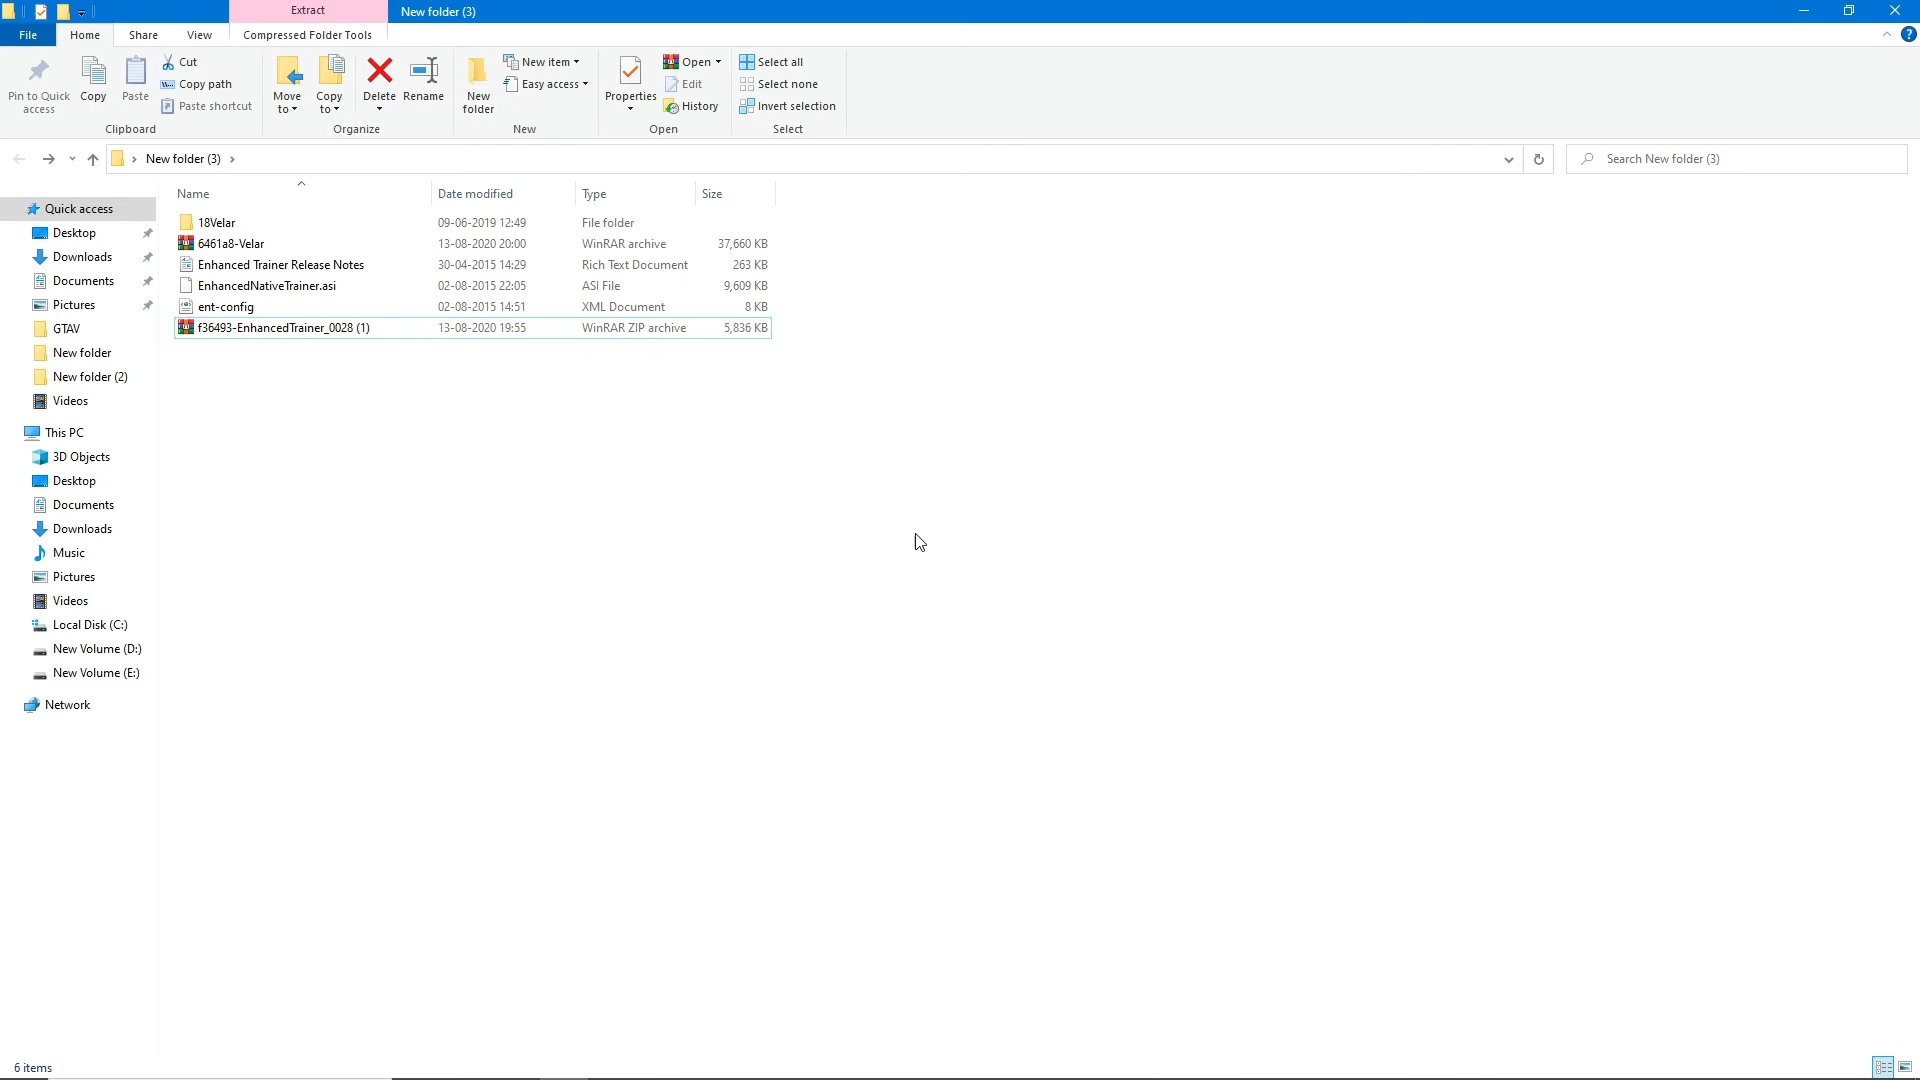 Extract
New folder (3)
File
Home
Share
View
Compressed Folder Tools
Pin to Quick
access
Copy
Paste
Cut
Copy path
Paste shortcut
Clipboard
Move
to
Copy
to
Delete
Rename
Organize
New
folder
New item
Easy access
New
Properties
Open
Edit
History
Open
Select all
Select none
Invert selection
Select
New folder (3)
Search New folder (3)
Name
Date modified
Type
Size
18Velar 09-06-2019 12:49 File folder
6461a8-Velar 13-08-2020 20:00 WinRAR archive 37,660 KB
Enhanced Trainer Release Notes 30-04-2015 14:29 Rich Text Document 263 KB
EnhancedNativeTrainer.asi 02-08-2015 22:05 ASI File 9,609 KB
ent-config 02-08-2015 14:51 XML Document 8 KB
f36493-EnhancedTrainer_0028 (1) 13-08-2020 19:55 WinRAR ZIP archive 5,836 KB
Quick access
Desktop
Downloads
Documents
Pictures
GTAV
New folder
New folder (2)
Videos
This PC
3D Objects
Desktop
Documents
Downloads
Music
Pictures
Videos
Local Disk (C:)
New Volume (D:)
New Volume (E:)
Network
6 items